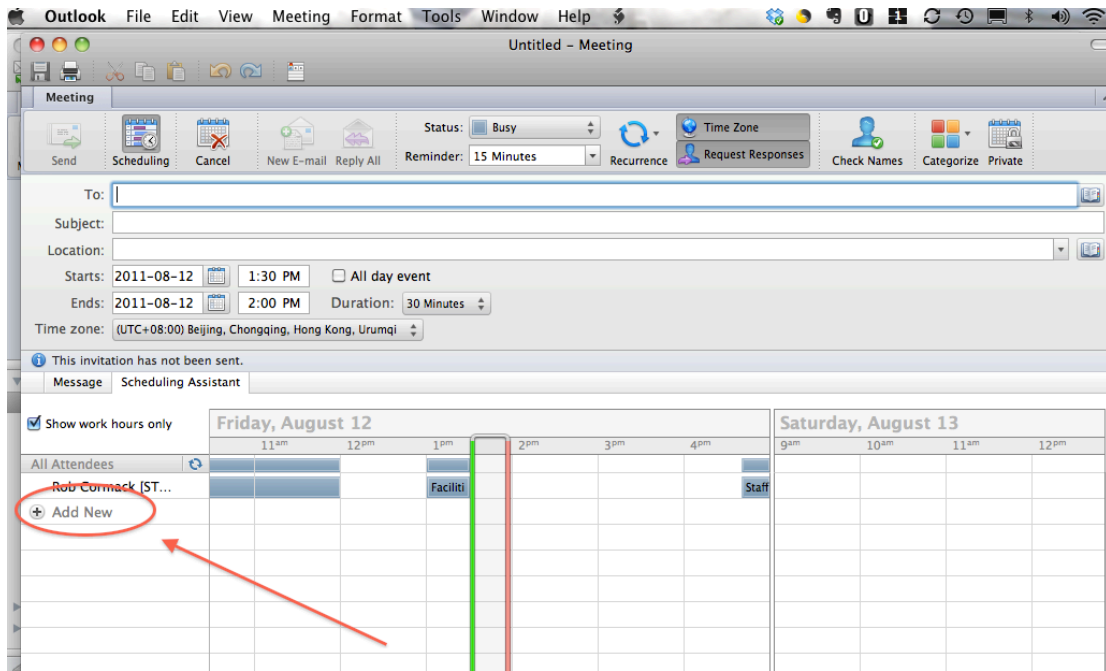 Outlook File Edit View Meeting Format Tools Window Help
Untitled – Meeting
Meeting
Send Scheduling Cancel New E-mail Reply All Status: Busy Reminder: 15 Minutes Recurrence Time Zone Request Responses Check Names Categorize Private
To:
Subject:
Location:
Starts: 2011-08-12 1:30 PM All day event
Ends: 2011-08-12 2:00 PM Duration: 30 Minutes
Time zone: (UTC+08:00) Beijing, Chongqing, Hong Kong, Urumqi
This invitation has not been sent.
Message Scheduling Assistant
Show work hours only Friday, August 12 Saturday, August 13
11am 12pm 1pm 2pm 3pm 4pm 9am 10am 11am 12pm
All Attendees
Rob Cormack [ST... Faciliti Staff
Add New